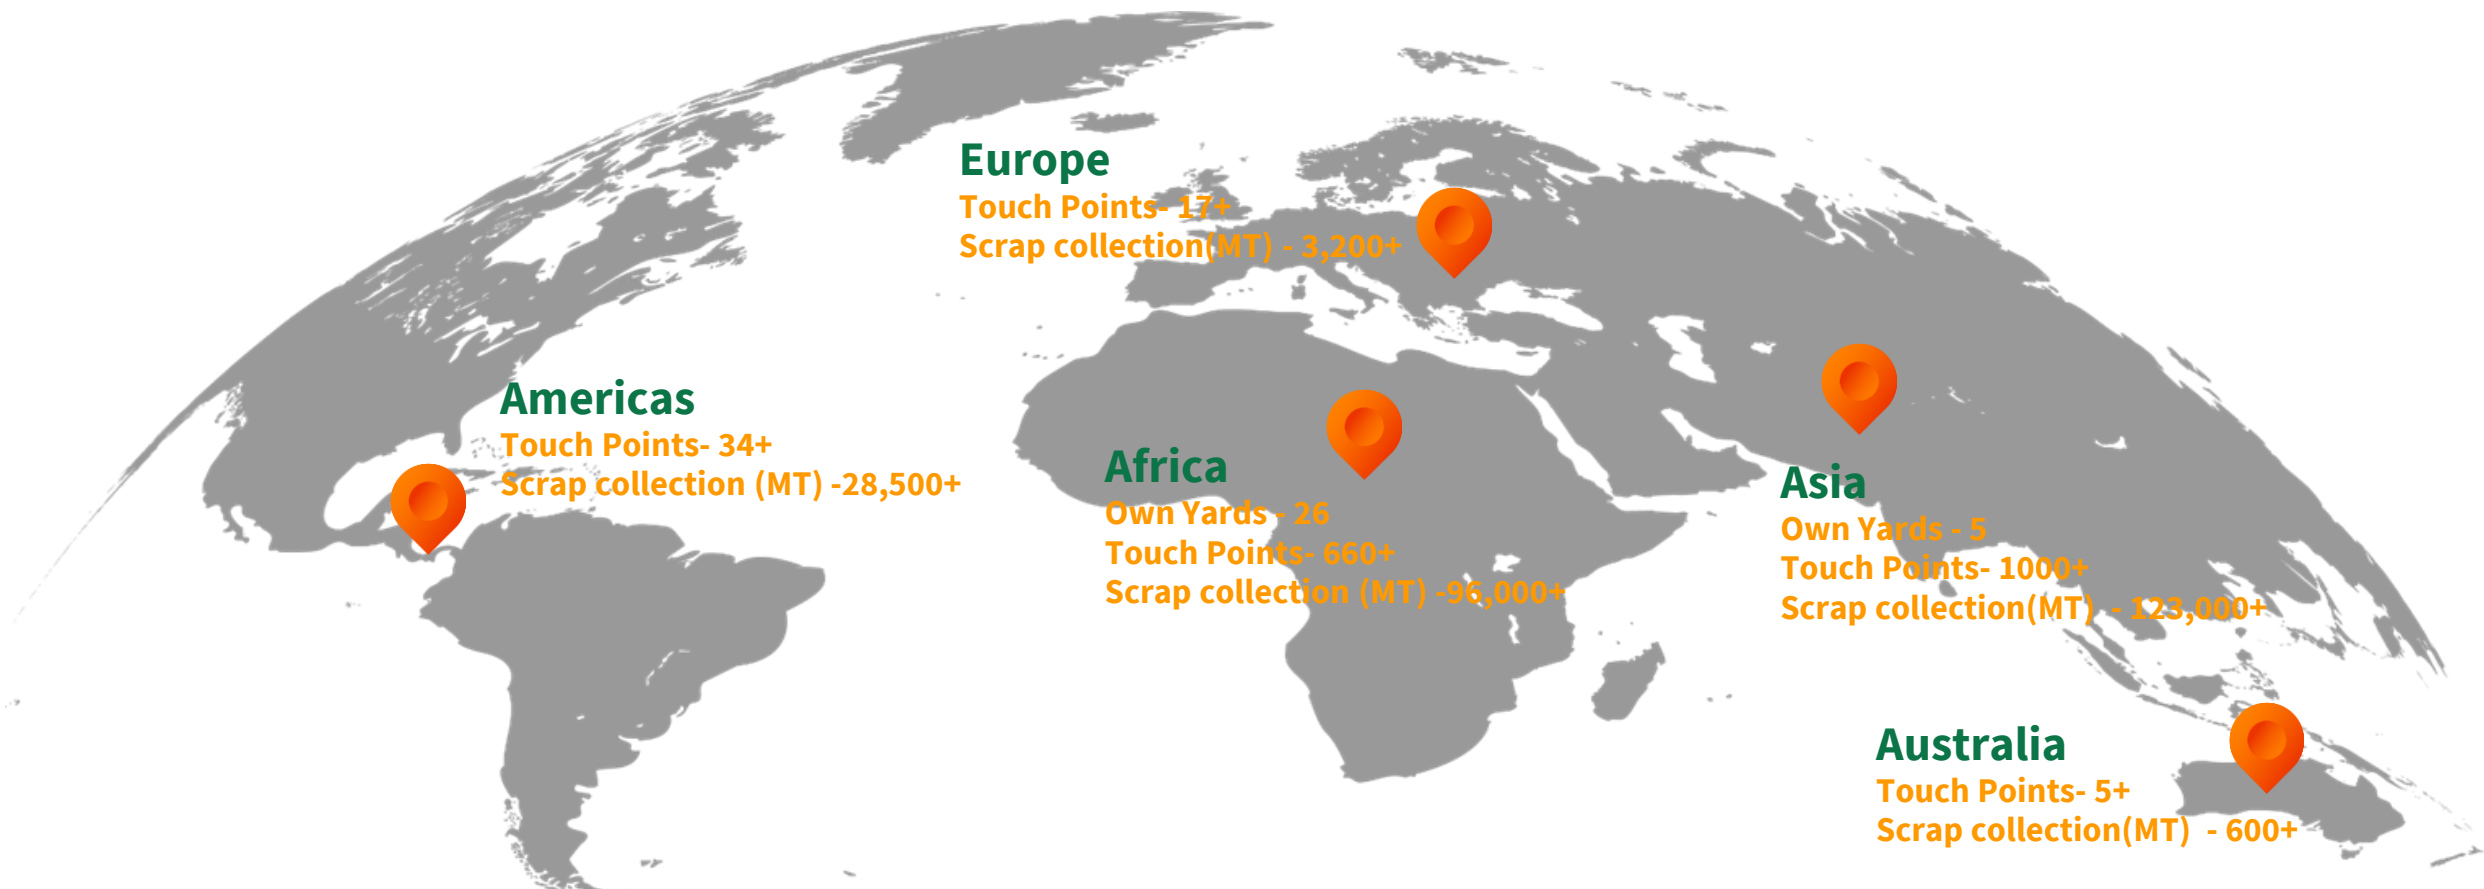 Europe
Touch Points- 17+
Scrap collection(MT) - 3,200+
Americas
Touch Points- 34+
Scrap collection (MT) -28,500+
Africa
Own Yards - 26
Touch Points- 660+
Scrap collection (MT) -96,000+
Asia
Own Yards - 5
Touch Points- 1000+
Scrap collection(MT)  - 123,000+
Australia
Touch Points- 5+
Scrap collection(MT)  - 600+